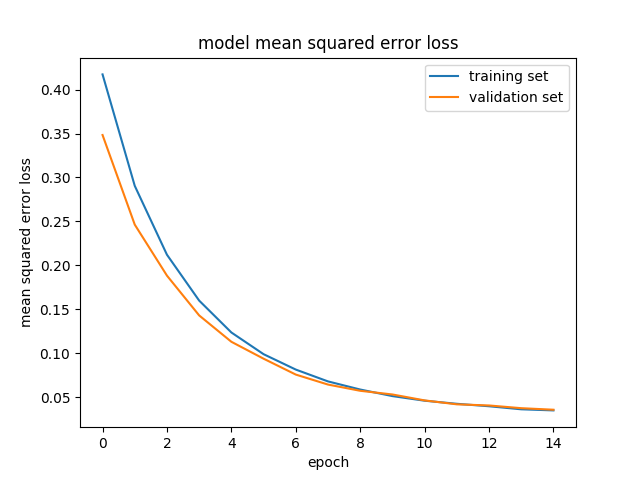 model mean squared error loss
training set
validation set
mean squared error loss
0.40
0.35
0.30
0.25
0.20
0.15
0.10
0.05
0 2 4 6 8 10 12 14
epoch